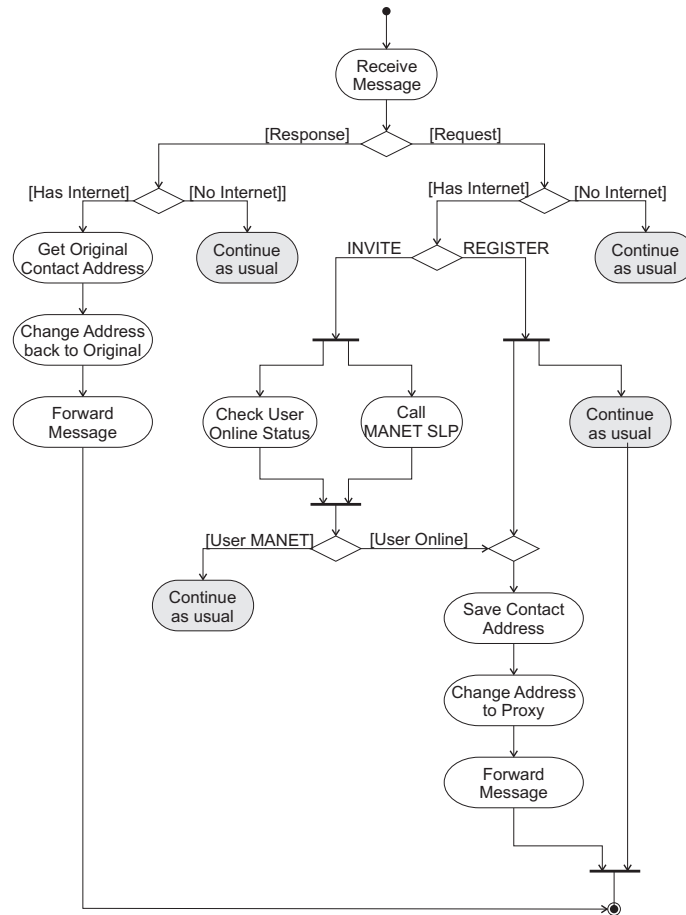 Receive
Message
[Response]
[Request]
[Has Internet]
[No Internet]]
[Has Internet]
[No Internet]
Get Original
Contact Address
Continue
as usual
INVITE
REGISTER
Continue
as usual
Change Address
back to Original
Forward
Message
Check User
Online Status
Call
MANET SLP
Continue
as usual
[User MANET]
[User Online]
Continue
as usual
Save Contact
Address
Change Address
to Proxy
Forward
Message